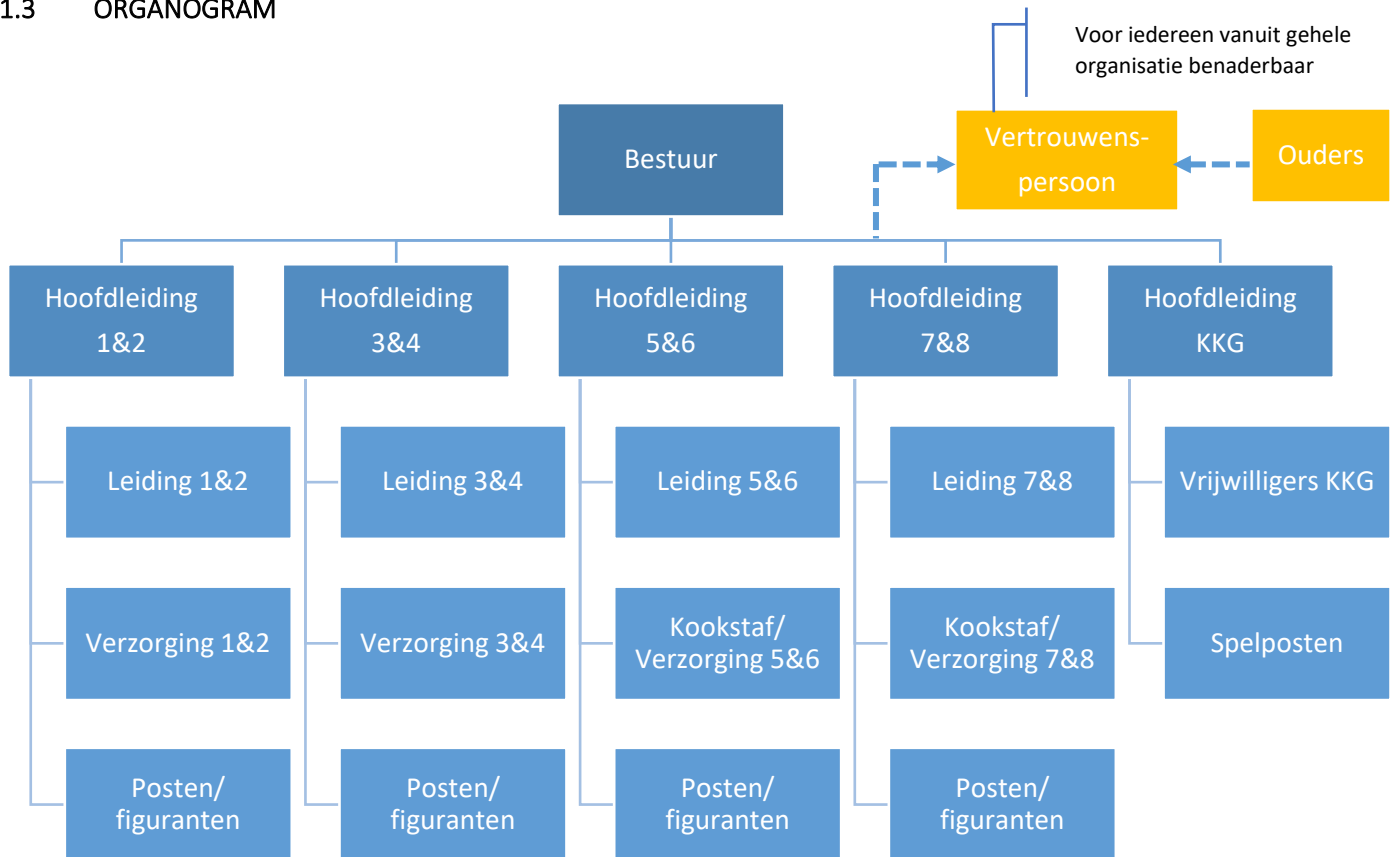 1.3 ORGANOGRAM
Voor iedereen vanuit gehele
organisatie benaderbaar
Bestuur
Vertrouwens-
persoon
Ouders
Hoofdleiding
1&2
Hoofdleiding
3&4
Hoofdleiding
5&6
Hoofdleiding
7&8
Hoofdleiding
KKG
Leiding 1&2
Leiding 3&4
Leiding 5&6
Leiding 7&8
Vrijwilligers KKG
Verzorging 1&2
Verzorging 3&4
Kookstaf/
Verzorging 5&6
Kookstaf/
Verzorging 7&8
Spelposten
Posten/
figuranten
Posten/
figuranten
Posten/
figuranten
Posten/
figuranten